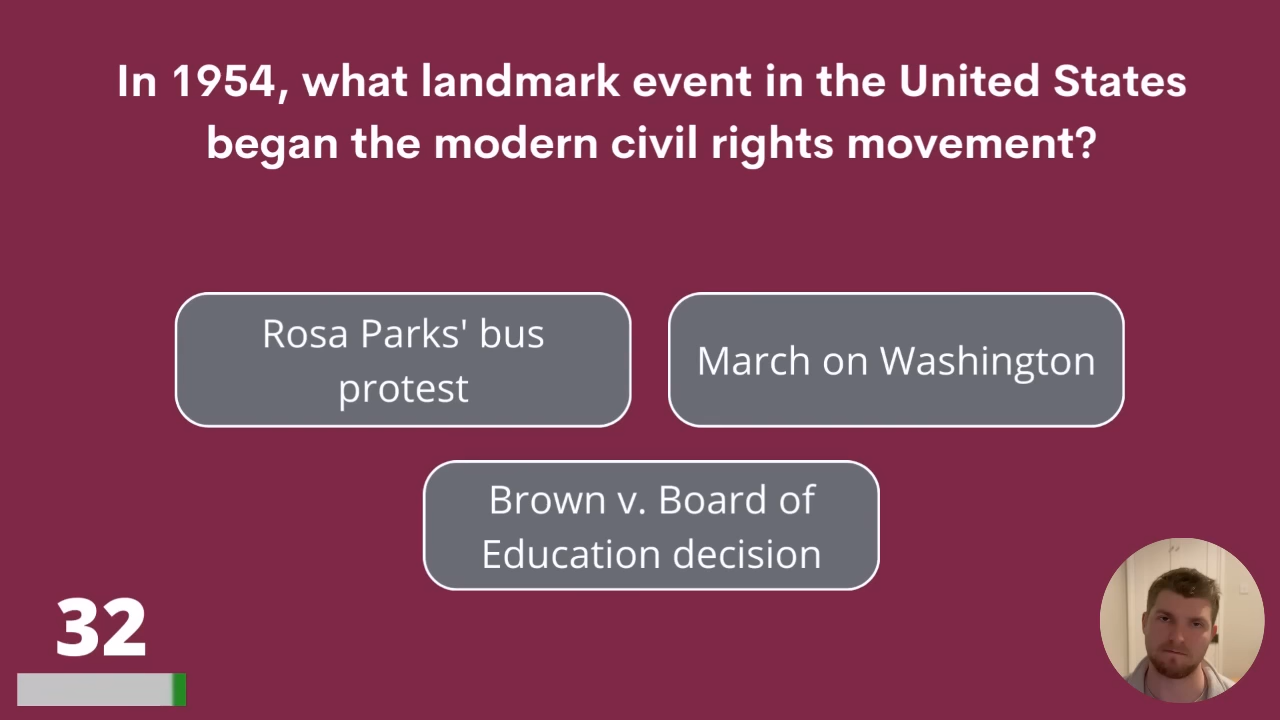 In 1954, what landmark event in the United States
began the modern civil rights movement?
Rosa Parks' bus
protest
March on Washington
Brown v. Board of
Education decision
32